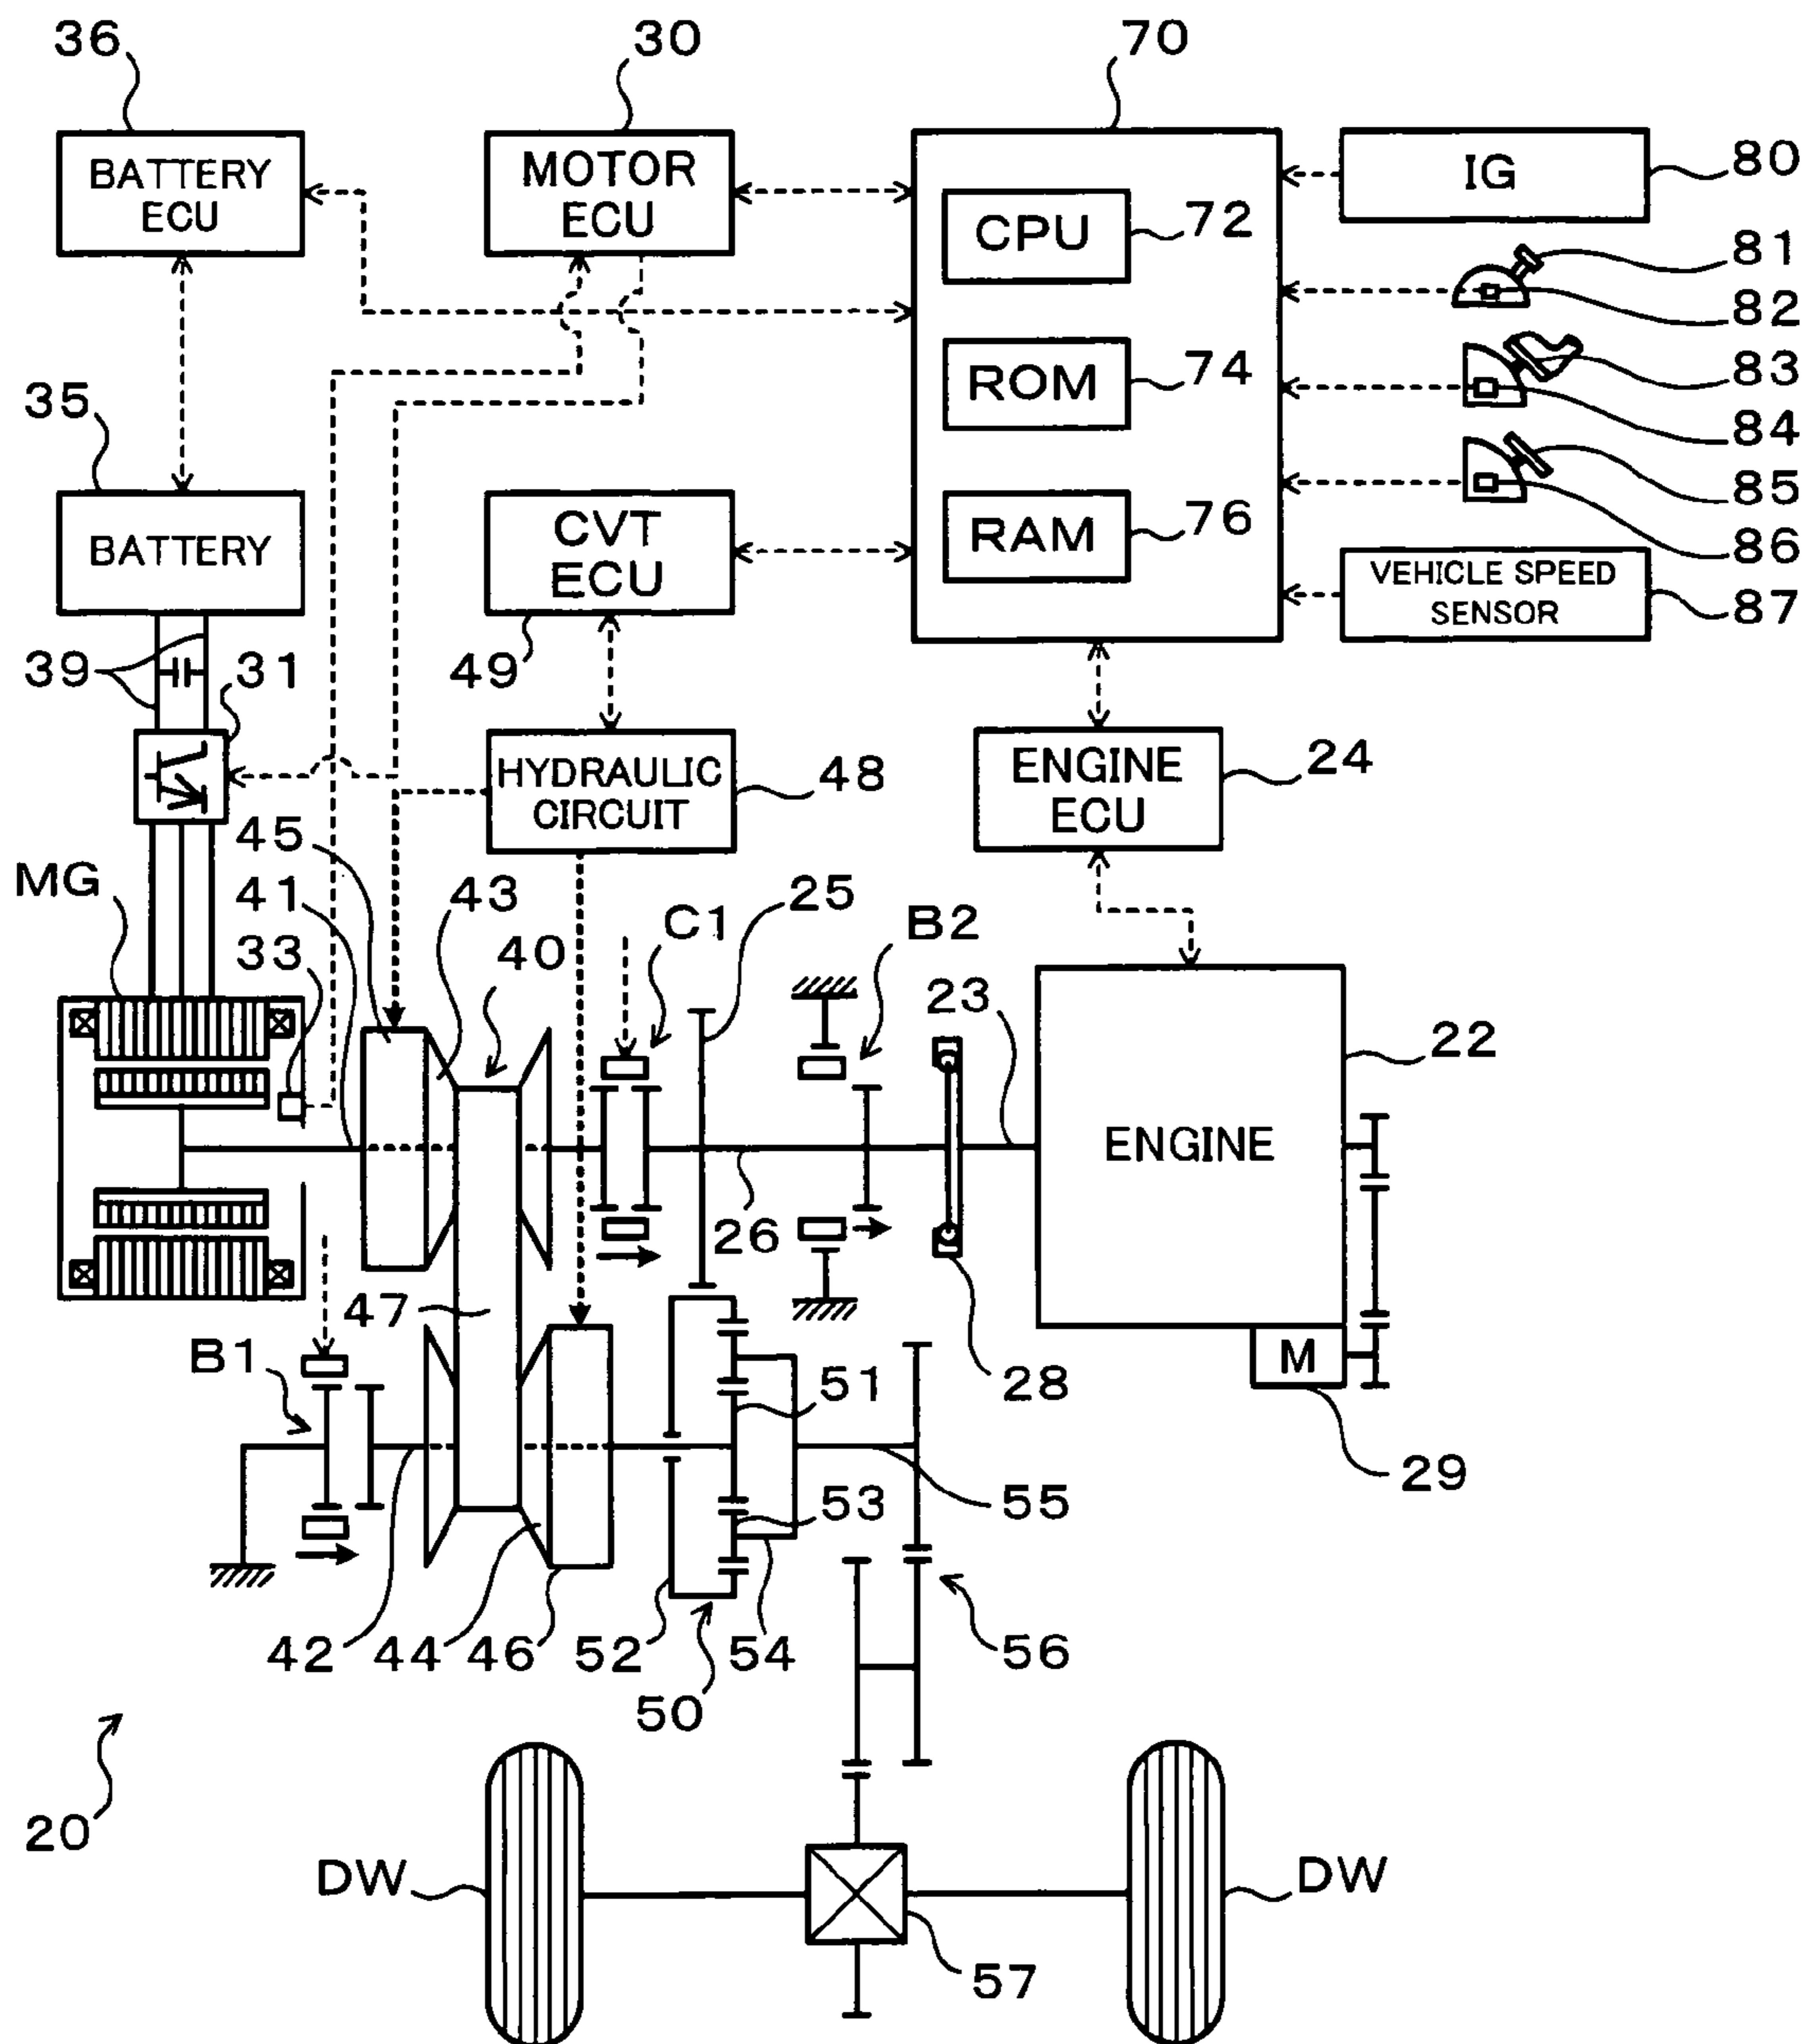 36
30
70
BATTERY
ECU
MOTOR
ECU
CPU
72
IG
80
81
82
ROM
74
83
84
35
BATTERY
CVT
ECU
49
RAM
76
85
86
VEHICLE SPEED
SENSOR
87
39
31
HYDRAULIC
CIRCUIT
48
ENGINE
ECU
24
45
MG
41
43
33
40
C1
25
B2
23
22
ENGINE
26
47
B1
51
28
M
29
53
55
42
44
46
52
54
56
50
20
DW
DW
57